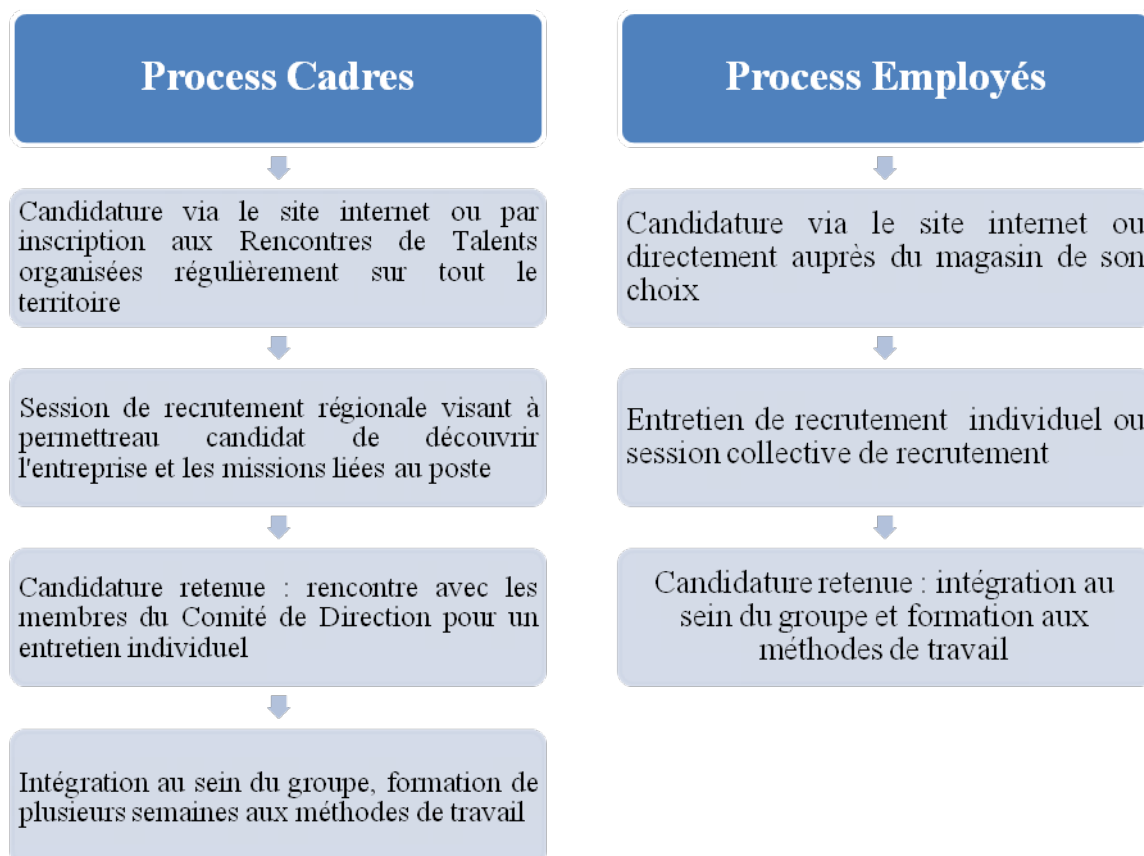 Process Cadres
Candidature via le site internet ou par
inscription aux Rencontres de Talents
organisées régulièrement sur tout le
territoire
Session de recrutement régionale visant à
permettreau candidat de découvrir
l'entreprise et les missions liées au poste
Candidature retenue : rencontre avec les
membres du Comité de Direction pour un
entretien individuel
Intégration au sein du groupe, formation de
plusieurs semaines aux méthodes de travail
Process Employés
Candidature via le site internet ou
directement auprès du magasin de son
choix
Entretien de recrutement individuel ou
session collective de recrutement
Candidature retenue : intégration au
sein du groupe et formation aux
méthodes de travail